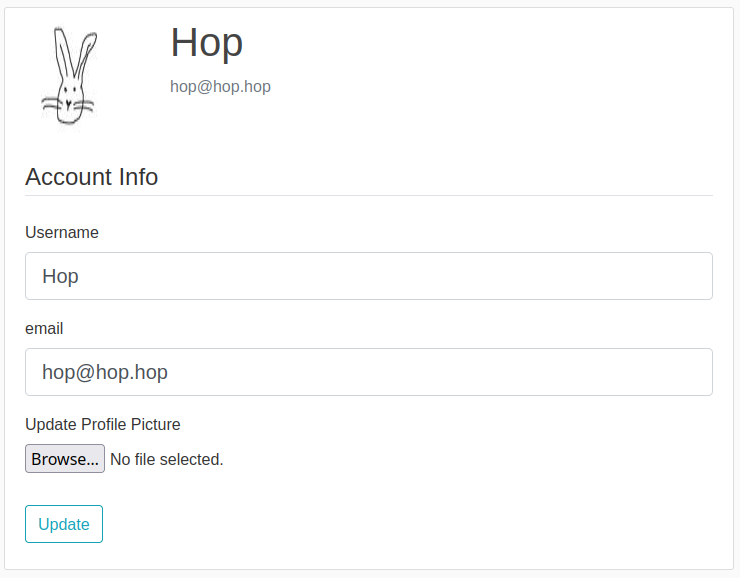 Hop
hop@hop.hop
Account Info
Username
Hop
email
hop@hop.hop
Update Profile Picture
Browse... No file selected.
Update